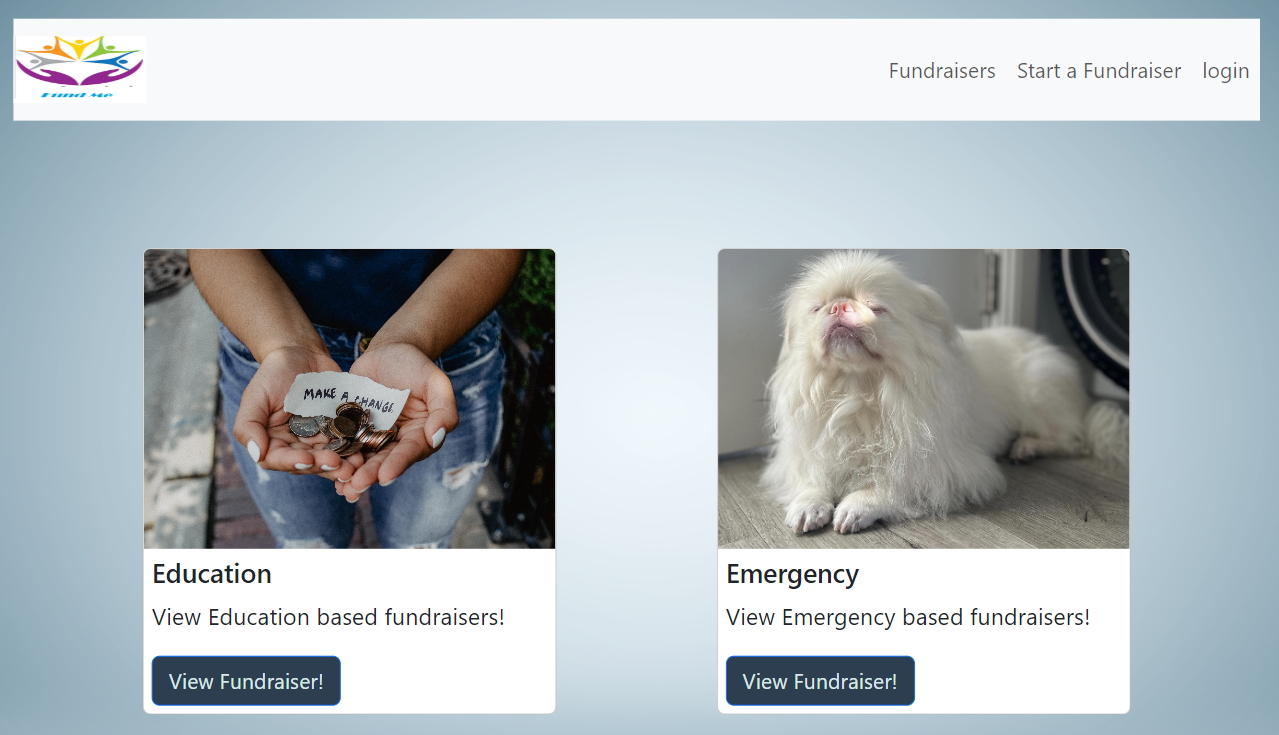 Fund Me
Fundraisers Start a Fundraiser login
MAKE A CHANGE
Education
View Education based fundraisers!
View Fundraiser!
Emergency
View Emergency based fundraisers!
View Fundraiser!